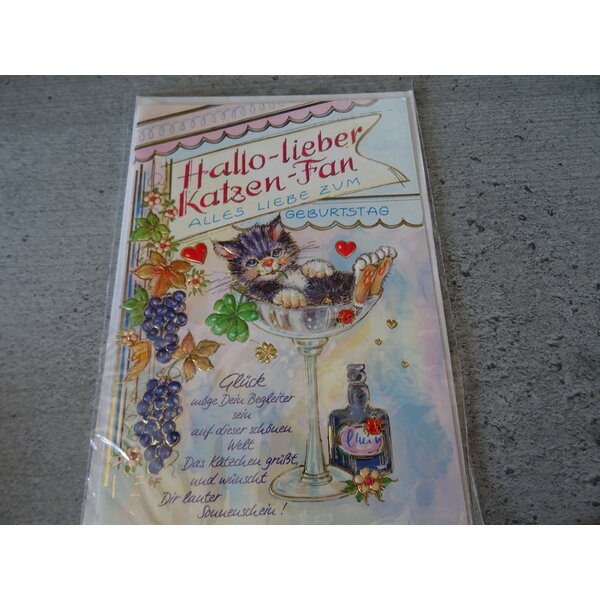 Hallo-lieber
Katzen-Fan
ALLES LIEBE ZUM
GEBURTSTAG
Glück
möge Dein Begleiter
sein
auf dieser schönen
Welt
Das Kätzchen grüßt,
und wünscht
Dir lauter
Sonnenschein!
GF